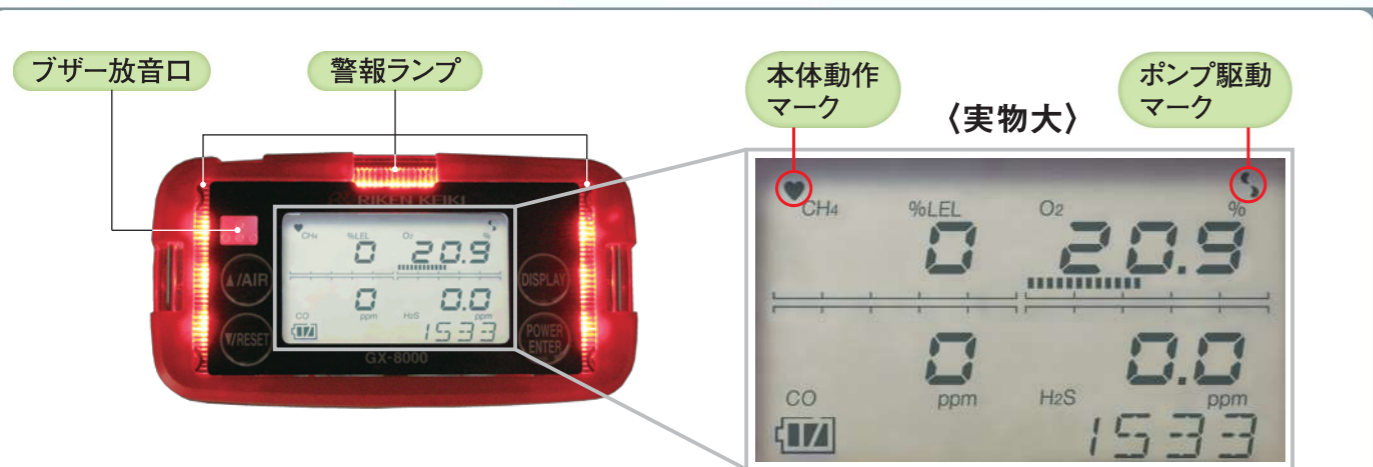 ブザー放音口
警報ランプ
本体動作
マーク
〈実物大〉
ポンプ駆動
マーク
RIKEN KEIKI
CH4 %LEL O2 %
0 20.9
0 0.0
CO ppm H2S ppm
1533
▲/AIR
▼/RESET
DISPLAY
POWER
ENTER
GX-8000
CH4 %LEL O2 %
0 20.9
0 0.0
CO ppm H2S ppm
1533